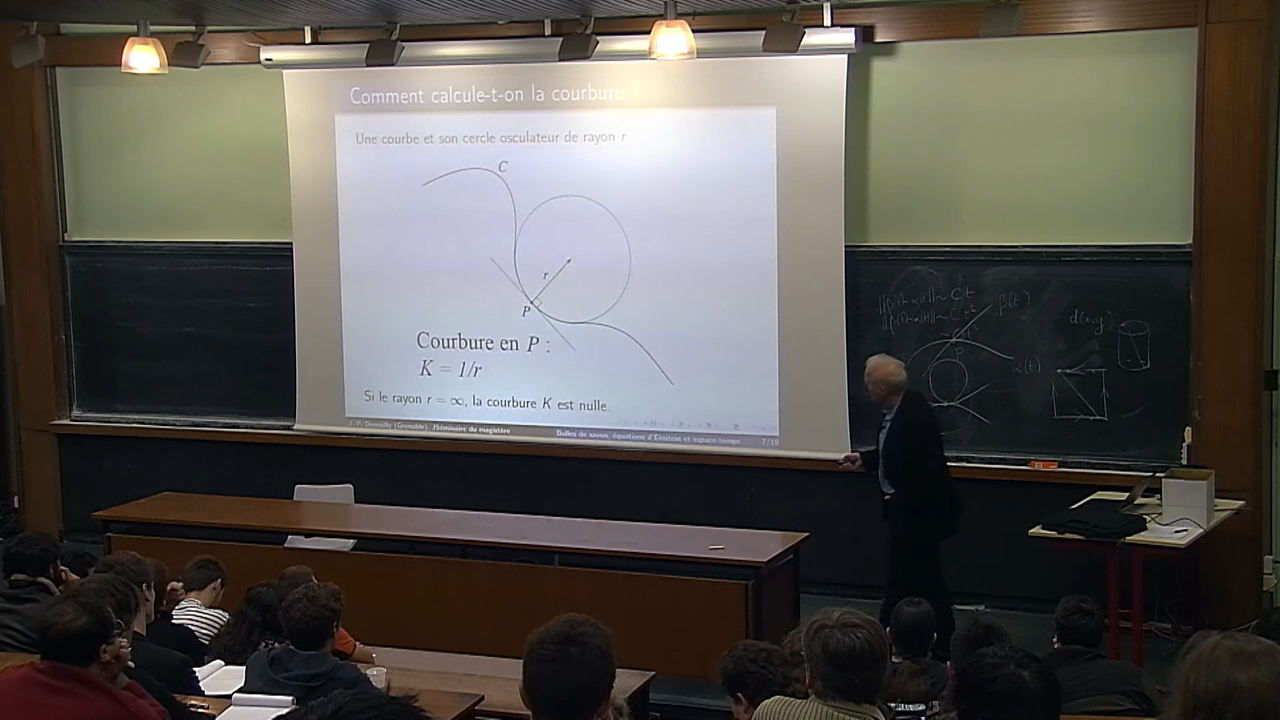 Comment calcule-t-on la courbure ?
Une courbe et son cercle osculateur de rayon r
C
r
P
Courbure en P :
K = 1/r
Si le rayon r = ∞, la courbure K est nulle.
J.-P. Demailly (Grenoble), Séminaire du magistère
Bulles de savon, équations d'Einstein et espace-temps
7/19
β(t)
d(x,y)
P
α(t)